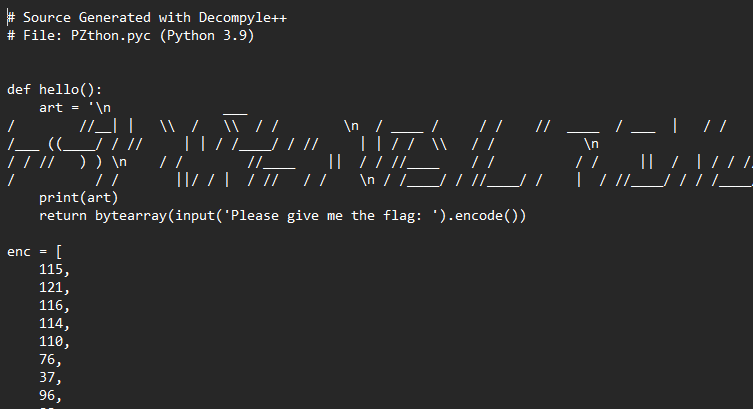 # Source Generated with Decompyle++
# File: PZthon.pyc (Python 3.9)
def hello():
    art = '\n              ___
/        //__| |   \\  /   \\  / /        \n  / ____ /     / /    //  ____  / ___  |   / /
/___ ((____/ / //     | | / /____/ / //     | | / /  \\   / /           \n
/ / //   ) ) \n    / /        //____    ||  / / //____    / /       / /     ||  /  | / / //
/          / /       ||/ / |  / //   / /    \n / /____/ / //____/ /    |  / //____/ / / /____
    print(art)
    return bytearray(input('Please give me the flag: ').encode())
enc = [
    115,
    121,
    116,
    114,
    110,
    76,
    37,
    96,